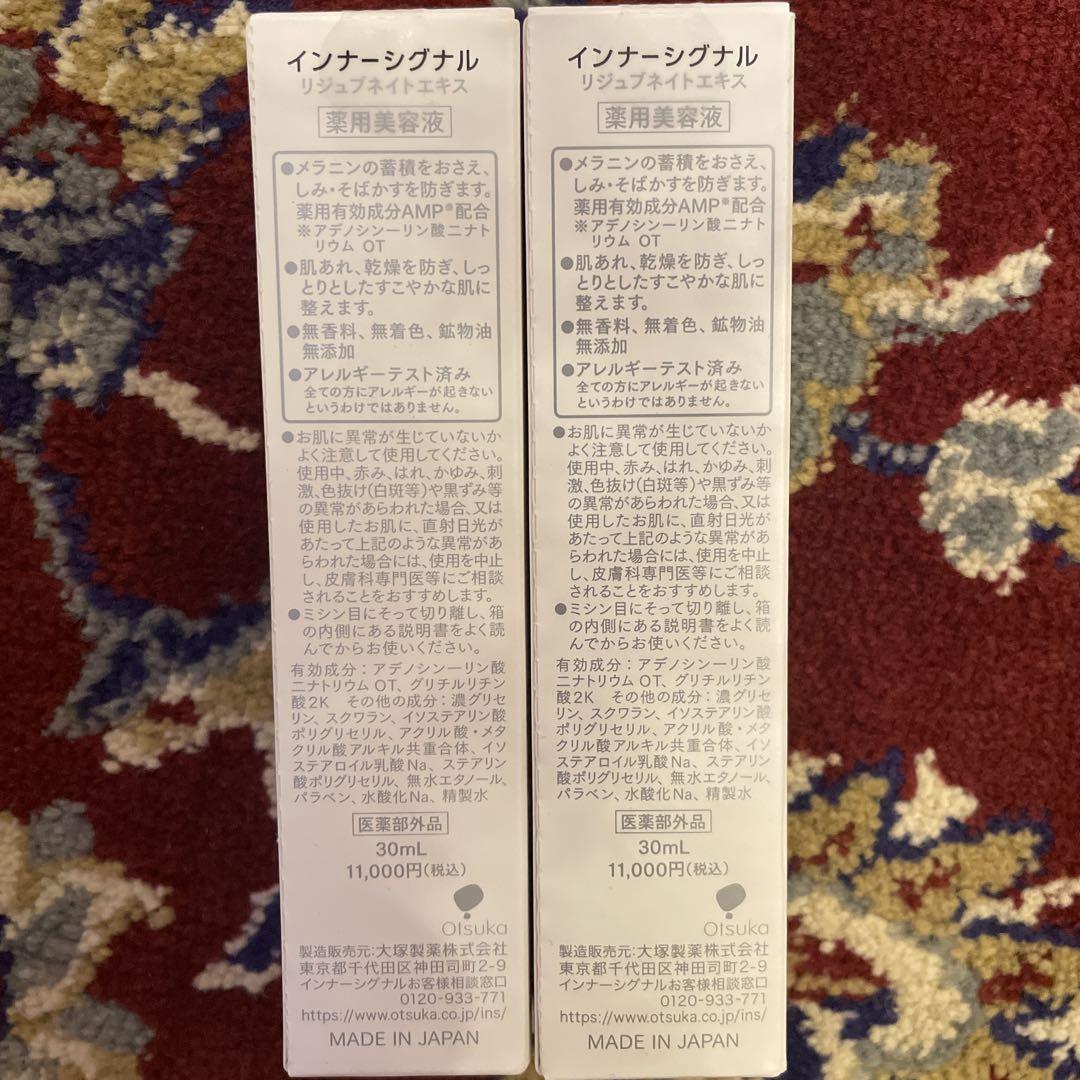 インナーシグナル
リジュブネイトエキス
薬用美容液
●メラニンの蓄積をおさえ、
しみ・そばかすを防ぎます。
薬用有効成分AMP※配合
※アデノシン一リン酸二ナト
リウム OT
●肌あれ、乾燥を防ぎ、しっ
とりとしたすこやかな肌に
整えます。
●無香料、無着色、鉱物油
無添加
●アレルギーテスト済み
全ての方にアレルギーが起きない
というわけではありません。
●お肌に異常が生じていないか
よく注意して使用してください。
使用中、赤み、はれ、かゆみ、刺
激、色抜け(白斑等)や黒ずみ等
の異常があらわれた場合、又は
使用したお肌に、直射日光が
あたって上記のような異常があ
らわれた場合には、使用を中止
し、皮膚科専門医等にご相談
されることをおすすめします。
●ミシン目にそって切り離し、箱
の内側にある説明書をよく読
んでからお使いください。
有効成分：アデノシン一リン酸
二ナトリウム OT、グリチルリチン
酸2K その他の成分：濃グリセ
リン、スクワラン、イソステアリン酸
ポリグリセリル、アクリル酸・メタ
クリル酸アルキル共重合体、イソ
ステアロイル乳酸Na、ステアリン
酸ポリグリセリル、無水エタノール、
パラベン、水酸化Na、精製水
医薬部外品
30mL
11,000円(税込)
Otsuka
製造販売元:大塚製薬株式会社
東京都千代田区神田司町2-9
インナーシグナルお客様相談窓口
0120-933-771
https://www.otsuka.co.jp/ins/
MADE IN JAPAN
インナーシグナル
リジュブネイトエキス
薬用美容液
●メラニンの蓄積をおさえ、
しみ・そばかすを防ぎます。
薬用有効成分AMP※配合
※アデノシン一リン酸二ナト
リウム OT
●肌あれ、乾燥を防ぎ、しっ
とりとしたすこやかな肌に
整えます。
●無香料、無着色、鉱物油
無添加
●アレルギーテスト済み
全ての方にアレルギーが起きない
というわけではありません。
●お肌に異常が生じていないか
よく注意して使用してください。
使用中、赤み、はれ、かゆみ、刺
激、色抜け(白斑等)や黒ずみ等
の異常があらわれた場合、又は
使用したお肌に、直射日光が
あたって上記のような異常があ
らわれた場合には、使用を中止
し、皮膚科専門医等にご相談
されることをおすすめします。
●ミシン目にそって切り離し、箱
の内側にある説明書をよく読
んでからお使いください。
有効成分：アデノシン一リン酸
二ナトリウム OT、グリチルリチン
酸2K その他の成分：濃グリセ
リン、スクワラン、イソステアリン酸
ポリグリセリル、アクリル酸・メタ
クリル酸アルキル共重合体、イソ
ステアロイル乳酸Na、ステアリン
酸ポリグリセリル、無水エタノール、
パラベン、水酸化Na、精製水
医薬部外品
30mL
11,000円(税込)
Otsuka
製造販売元:大塚製薬株式会社
東京都千代田区神田司町2-9
インナーシグナルお客様相談窓口
0120-933-771
https://www.otsuka.co.jp/ins/
MADE IN JAPAN